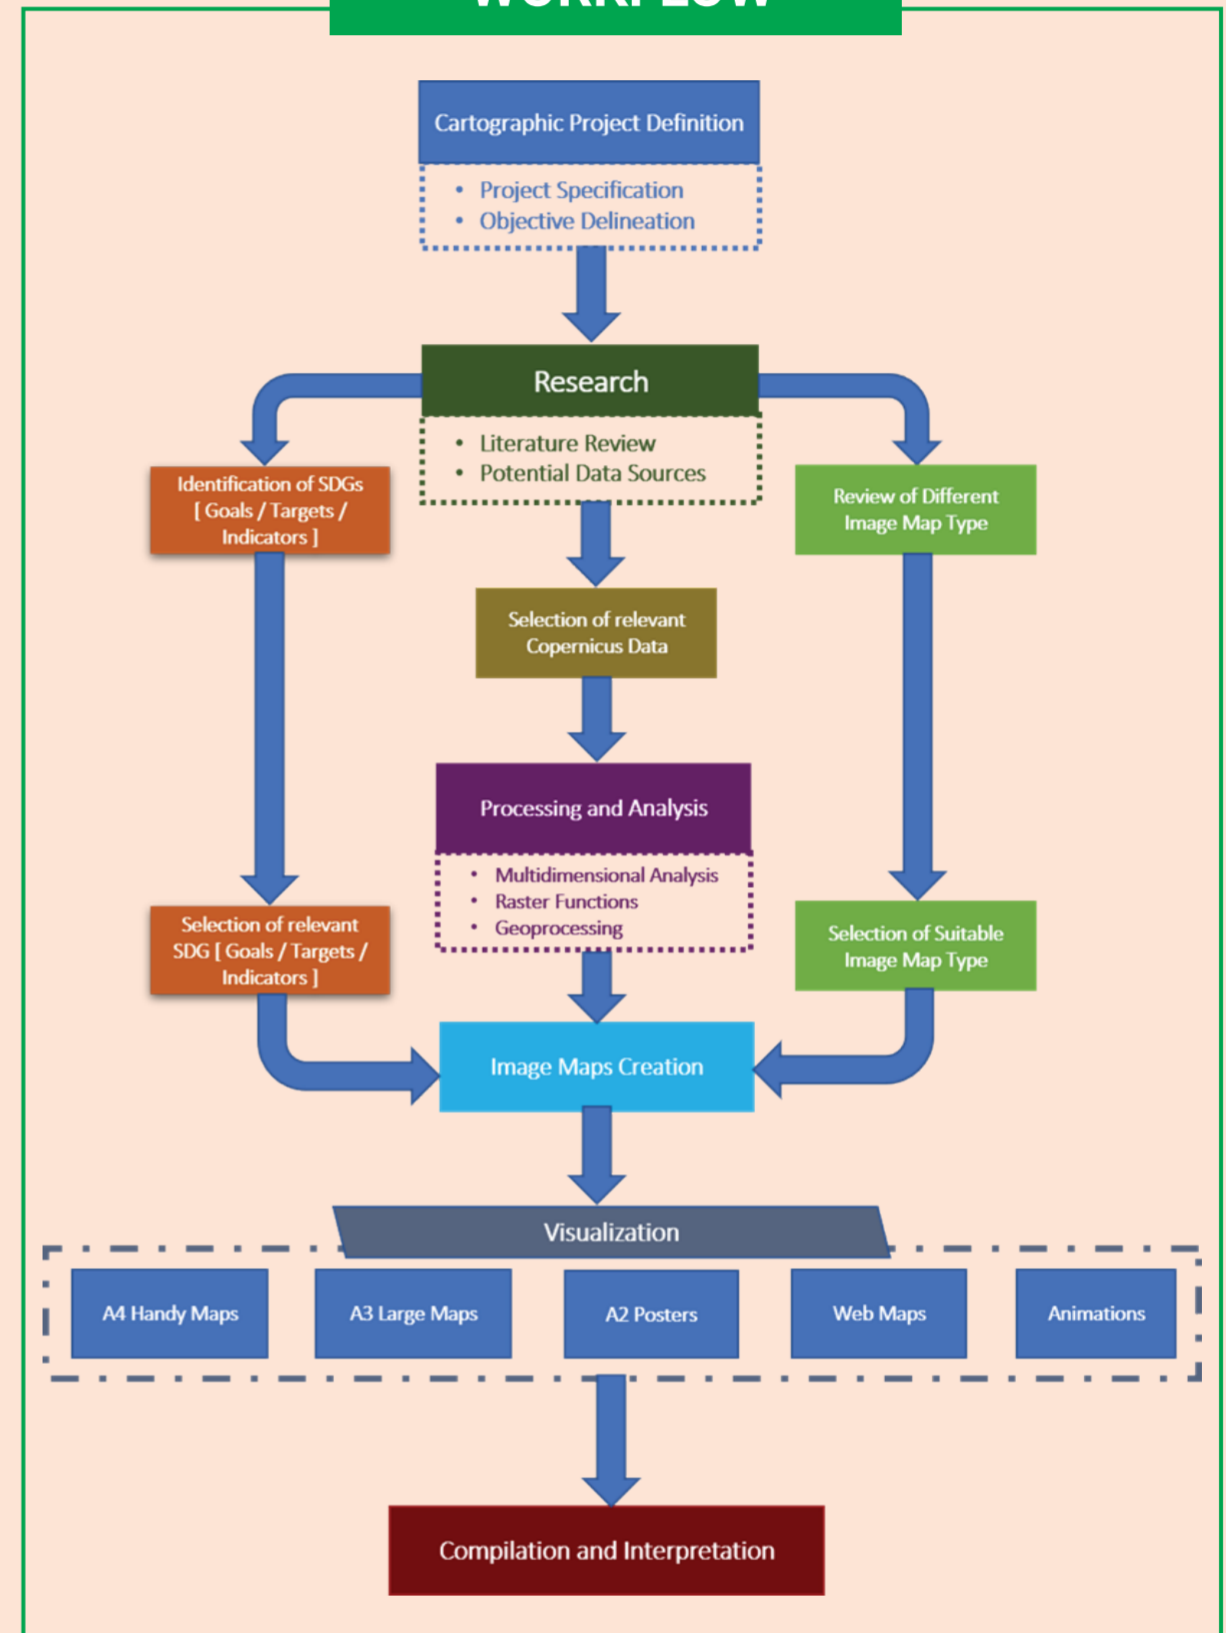 WORKFLOW
Cartographic Project Definition
• Project Specification
• Objective Delineation
Research
• Literature Review
• Potential Data Sources
Identification of SDGs
[ Goals / Targets /
Indicators ]
Review of Different
Image Map Type
Selection of relevant
Copernicus Data
Processing and Analysis
• Multidimensional Analysis
• Raster Functions
• Geoprocessing
Selection of relevant
SDG [ Goals / Targets /
Indicators ]
Selection of Suitable
Image Map Type
Image Maps Creation
Visualization
A4 Handy Maps
A3 Large Maps
A2 Posters
Web Maps
Animations
Compilation and Interpretation